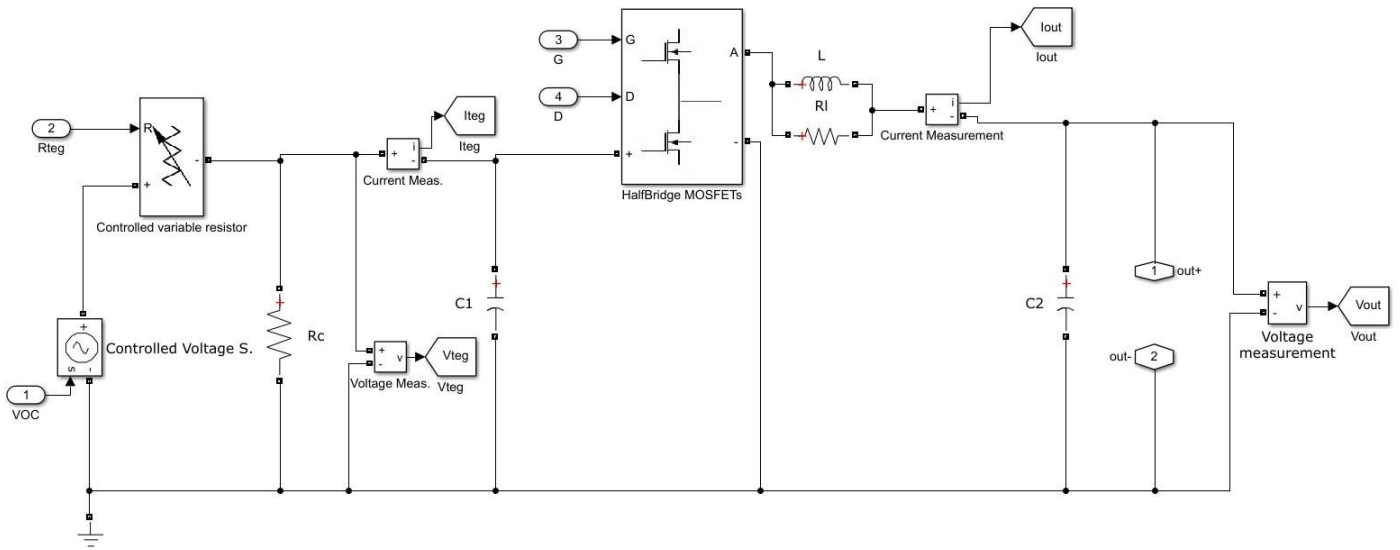 Iout
Iout
3
G
G
A
L
4
D
D
Rl
+
i
-
Current Measurement
2
Rteg
R
-
+
Controlled variable resistor
Iteg
Iteg
+
i
-
Current Meas.
+
-
HalfBridge MOSFETs
+
+
+
Rc
+
C1
+
C2
1
out+
out-
2
+
-
v
Voltage
measurement
Vout
Vout
+
s
-
Controlled Voltage S.
1
VOC
+
-
v
Voltage Meas.
Vteg
Vteg